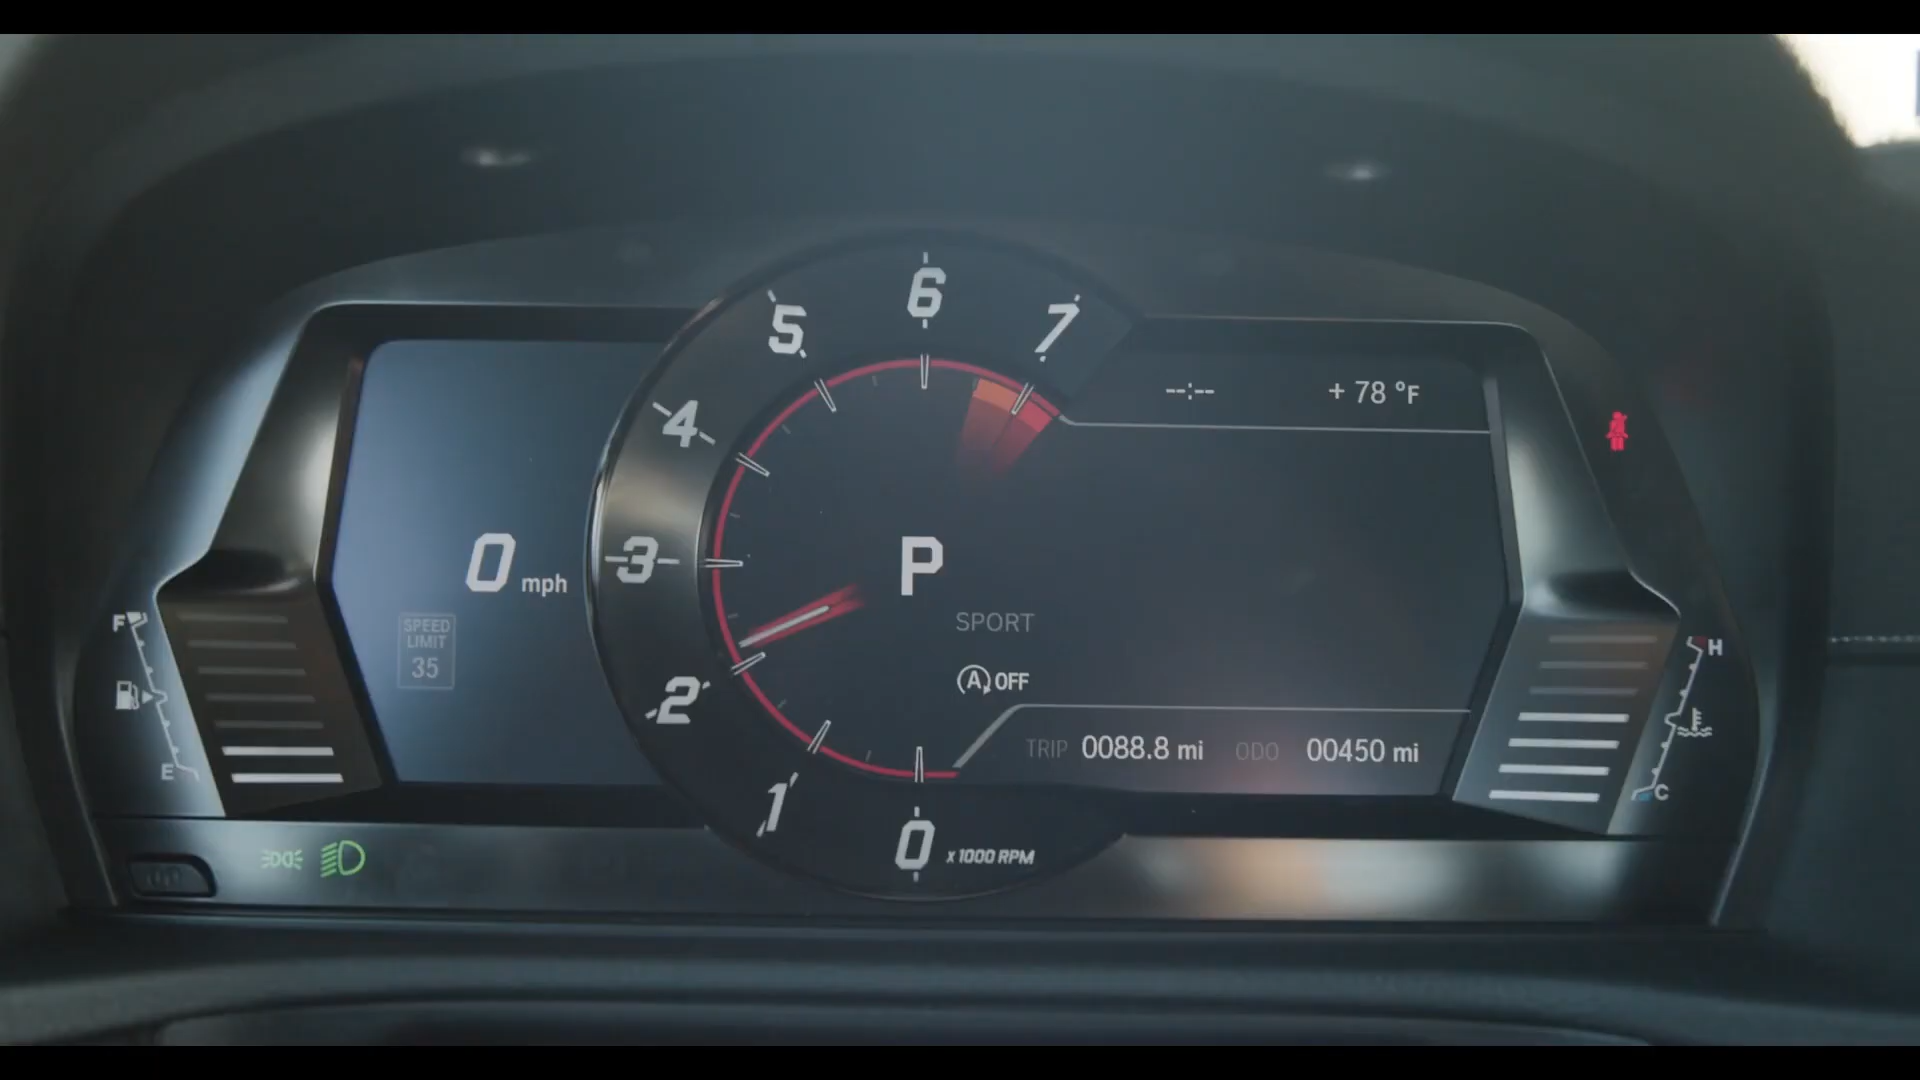 6
5
7
--:--
+ 78 °F
4
0 mph
3
P
F
SPEED
LIMIT
35
SPORT
H
A OFF
2
TRIP 0088.8 mi ODO 00450 mi
E
C
1
0 x 1000 RPM